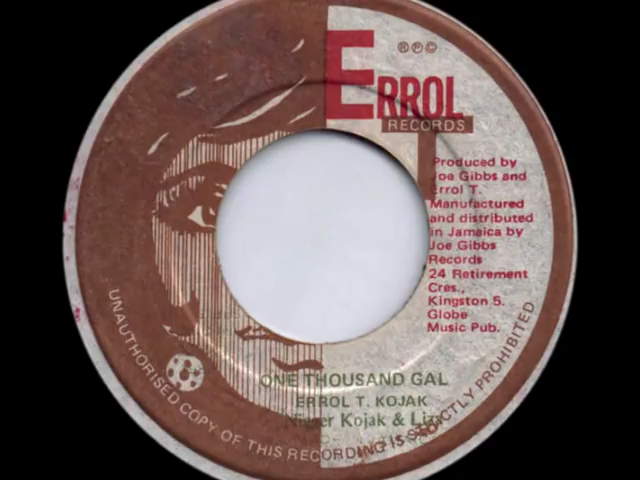 ERROL
RECORDS
®℗©
Produced by
Joe Gibbs and
Errol T.
Manufactured
and distributed
in Jamaica by
Joe Gibbs
Records
24 Retirement
Cres.,
Kingston 5.
Globe
Music Pub.
ONE THOUSAND GAL
ERROL T. KOJAK
Kojak & Liza
UNAUTHORISED COPY OF THIS RECORDING IS STRICTLY PROHIBITED